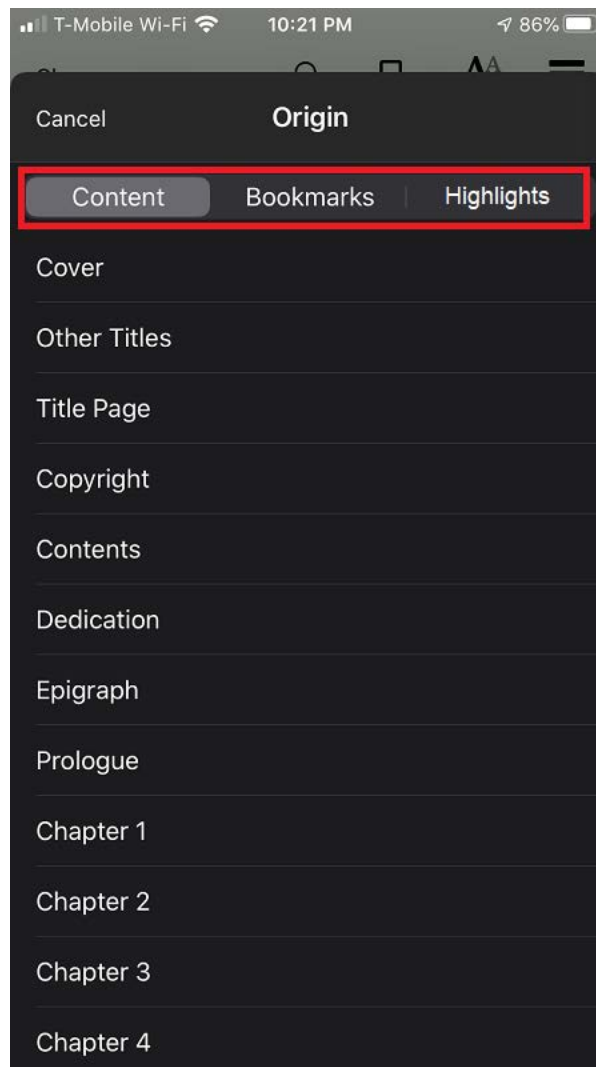 T-Mobile Wi-Fi 10:21 PM 86%
AA
Cancel Origin
Content Bookmarks Highlights
Cover
Other Titles
Title Page
Copyright
Contents
Dedication
Epigraph
Prologue
Chapter 1
Chapter 2
Chapter 3
Chapter 4